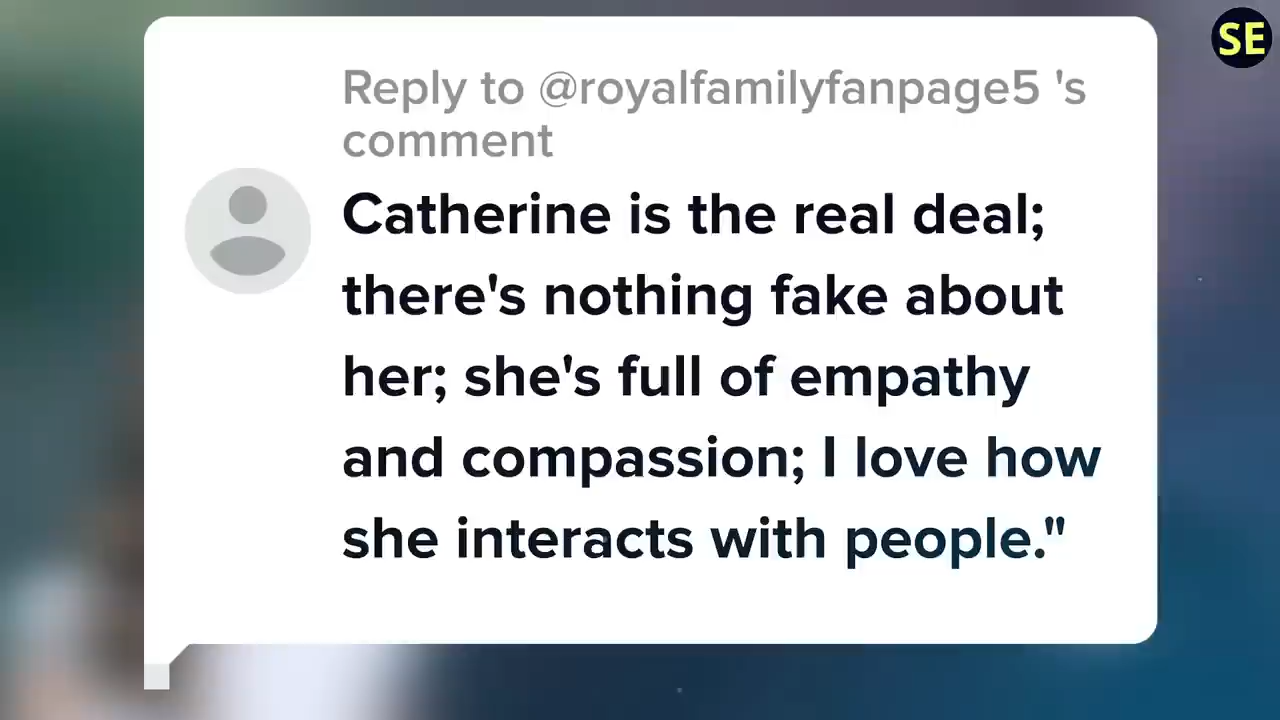 SE
Reply to @royalfamilyfanpage5 's
comment
Catherine is the real deal;
there's nothing fake about
her; she's full of empathy
and compassion; I love how
she interacts with people."